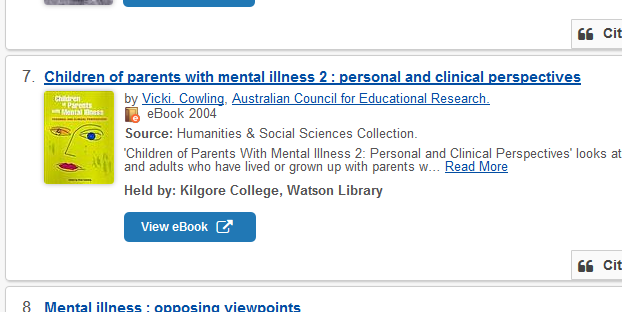 Cit
7. Children of parents with mental illness 2 : personal and clinical perspectives
Children of Parents with Mental Illness
by Vicki. Cowling, Australian Council for Educational Research.
eBook 2004
Source: Humanities & Social Sciences Collection.
'Children of Parents With Mental Illness 2: Personal and Clinical Perspectives' looks at
and adults who have lived or grown up with parents w... Read More
Held by: Kilgore College, Watson Library
View eBook
Cit
8 Mental illness : opposing viewpoints